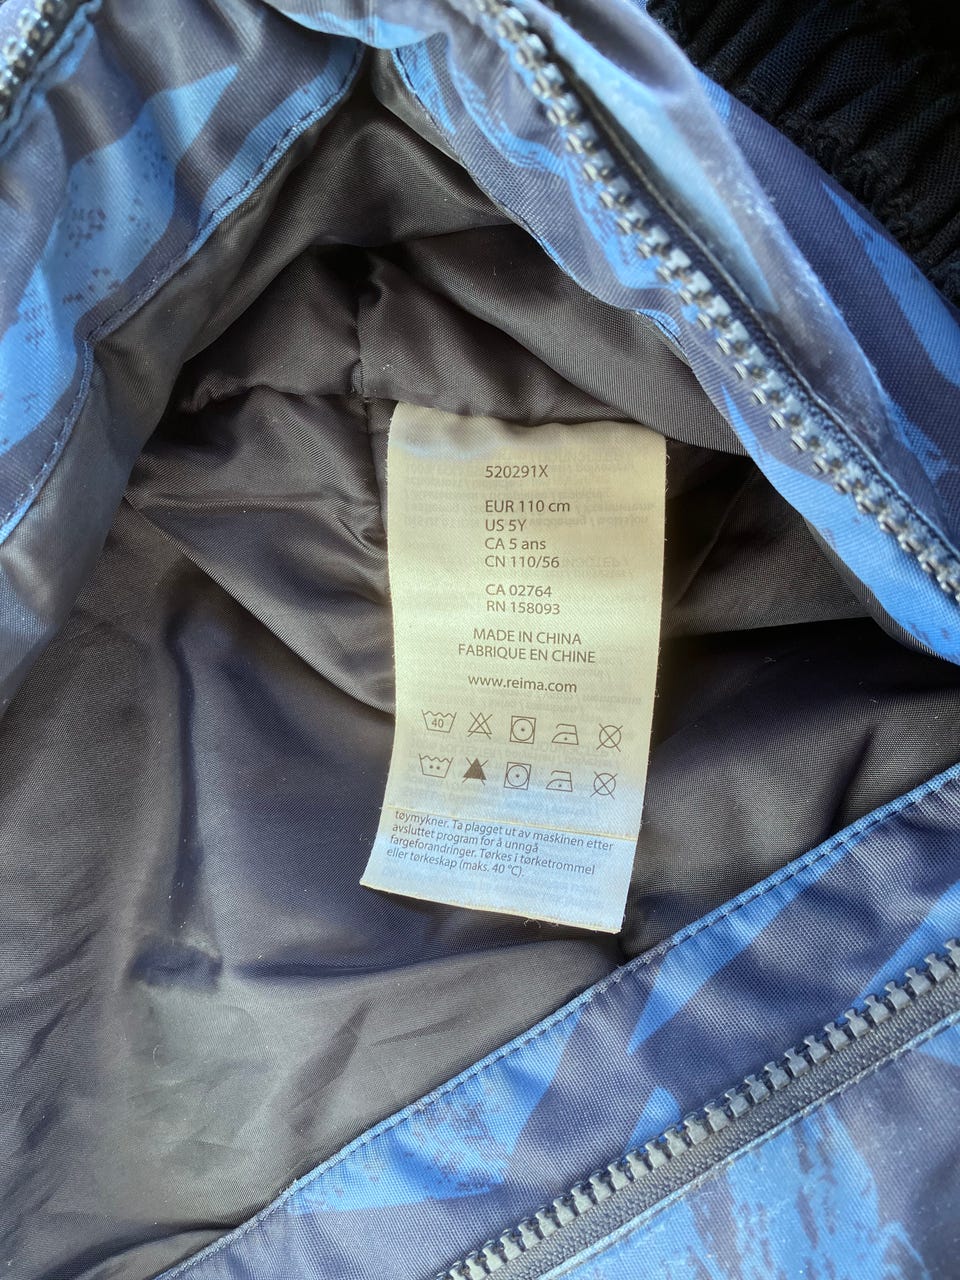 520291X
EUR 110 cm
US 5Y
CA 5 ans
CN 110/56
CA 02764
RN 158093
MADE IN CHINA
FABRIQUE EN CHINE
www.reima.com
40
tøymykner. Ta plagget ut av maskinen etter
avsluttet program for å unngå
fargeforandringer. Tørkes i tørketrommel
eller tørkeskap (maks. 40 °C).